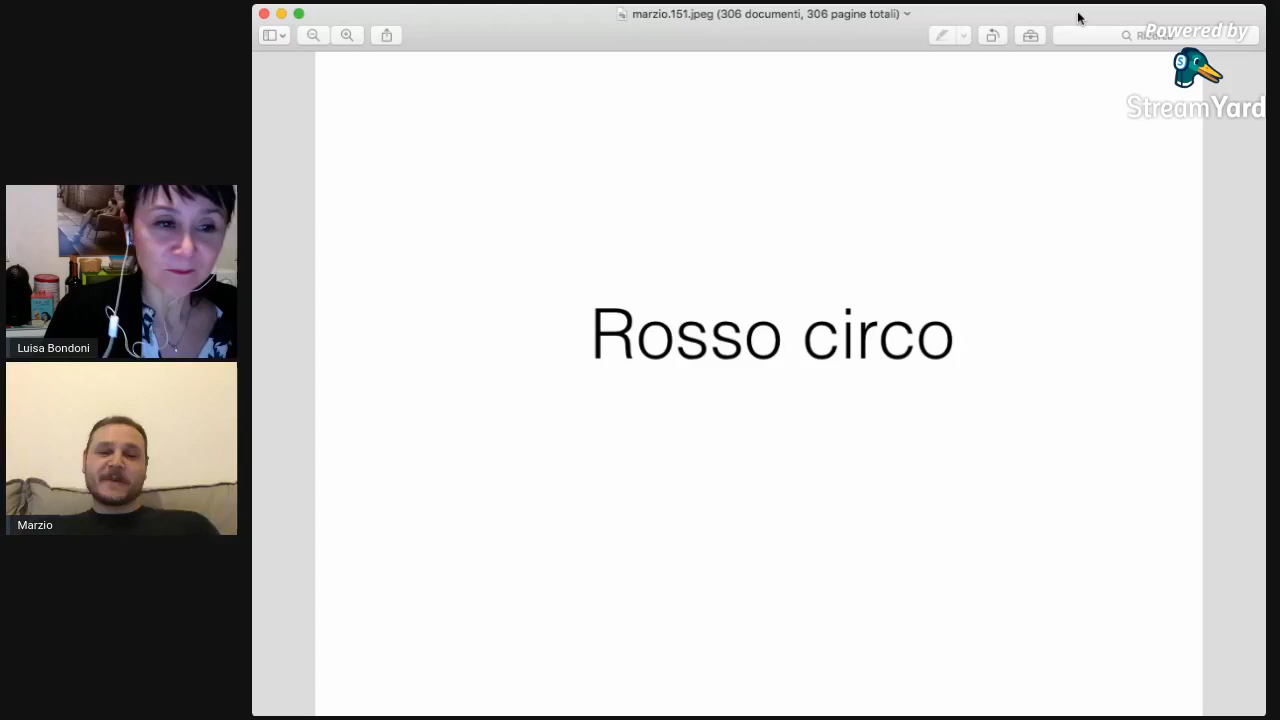 marzio.151.jpeg (306 documenti, 306 pagine totali)
Powered by
StreamYard
Rosso circo
Luisa Bondoni
Marzio